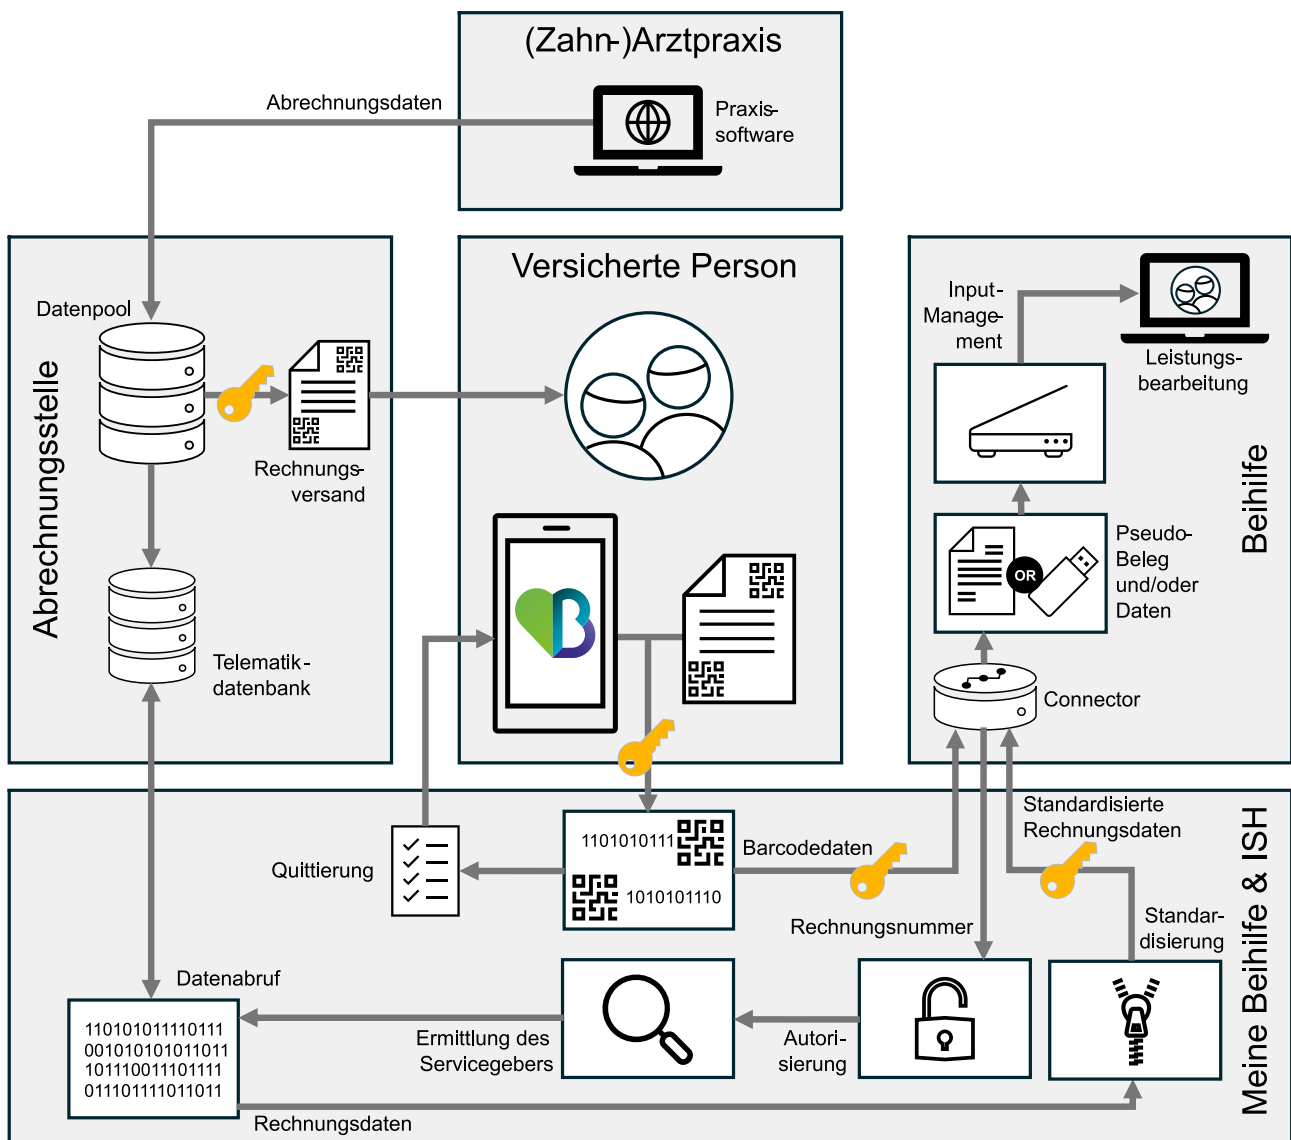 (Zahn-)Arztpraxis
Abrechnungsdaten
Praxis-
software
Abrechnungsstelle
Datenpool
Rechnungs-
versand
Telematik-
datenbank
Versicherte Person
B
Beihilfe
Input-
Manage-
ment
Leistungs-
bearbeitung
OR
Pseudo-
Beleg
und/oder
Daten
Connector
Meine Beihilfe & ISH
Quittierung
1101010111
1010101110
Barcodedaten
Standardisierte
Rechnungsdaten
Rechnungsnummer
Standar-
disierung
Datenabruf
110101011110111
001010101011011
101110011101111
011101111011011
Ermittlung des
Servicegebers
Autori-
sierung
Rechnungsdaten